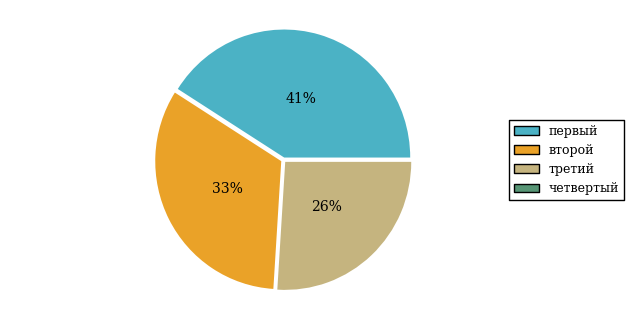 41%
33%
26%
первый
второй
третий
четвертый